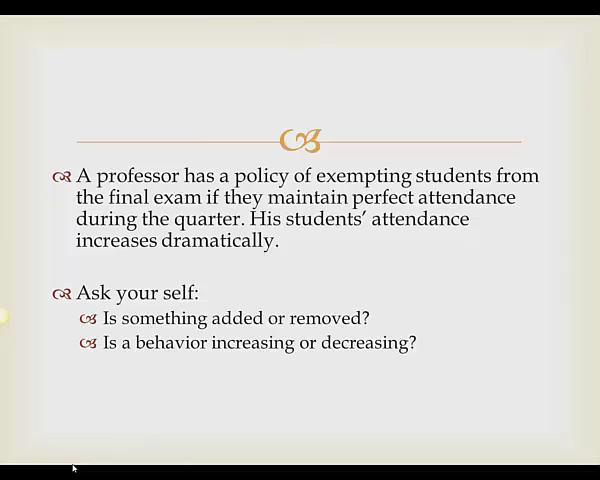 A professor has a policy of exempting students from
the final exam if they maintain perfect attendance
during the quarter. His students’ attendance
increases dramatically.
Ask your self:
Is something added or removed?
Is a behavior increasing or decreasing?